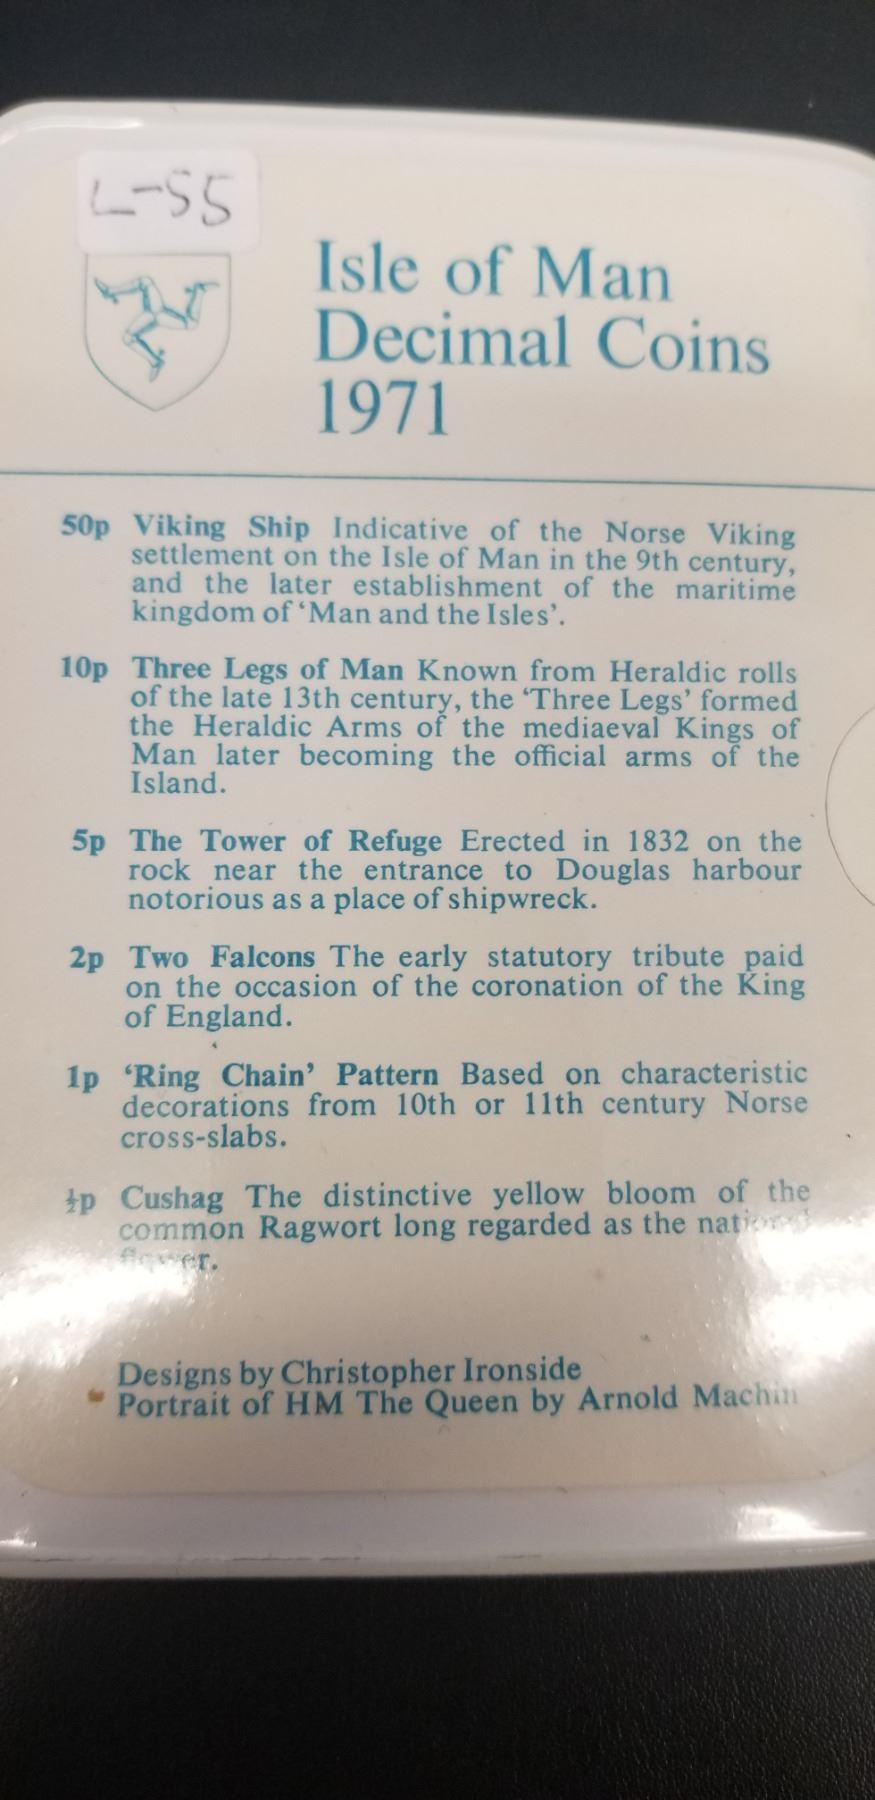 L-55
Isle of Man
Decimal Coins
1971
50p Viking Ship Indicative of the Norse Viking
settlement on the Isle of Man in the 9th century,
and the later establishment of the maritime
kingdom of ‘Man and the Isles’.
10p Three Legs of Man Known from Heraldic rolls
of the late 13th century, the ‘Three Legs’ formed
the Heraldic Arms of the mediaeval Kings of
Man later becoming the official arms of the
Island.
5p The Tower of Refuge Erected in 1832 on the
rock near the entrance to Douglas harbour
notorious as a place of shipwreck.
2p Two Falcons The early statutory tribute paid
on the occasion of the coronation of the King
of England.
1p ‘Ring Chain’ Pattern Based on characteristic
decorations from 10th or 11th century Norse
cross-slabs.
½p Cushag The distinctive yellow bloom of the
common Ragwort long regarded as the national
flower.
Designs by Christopher Ironside
Portrait of HM The Queen by Arnold Machin